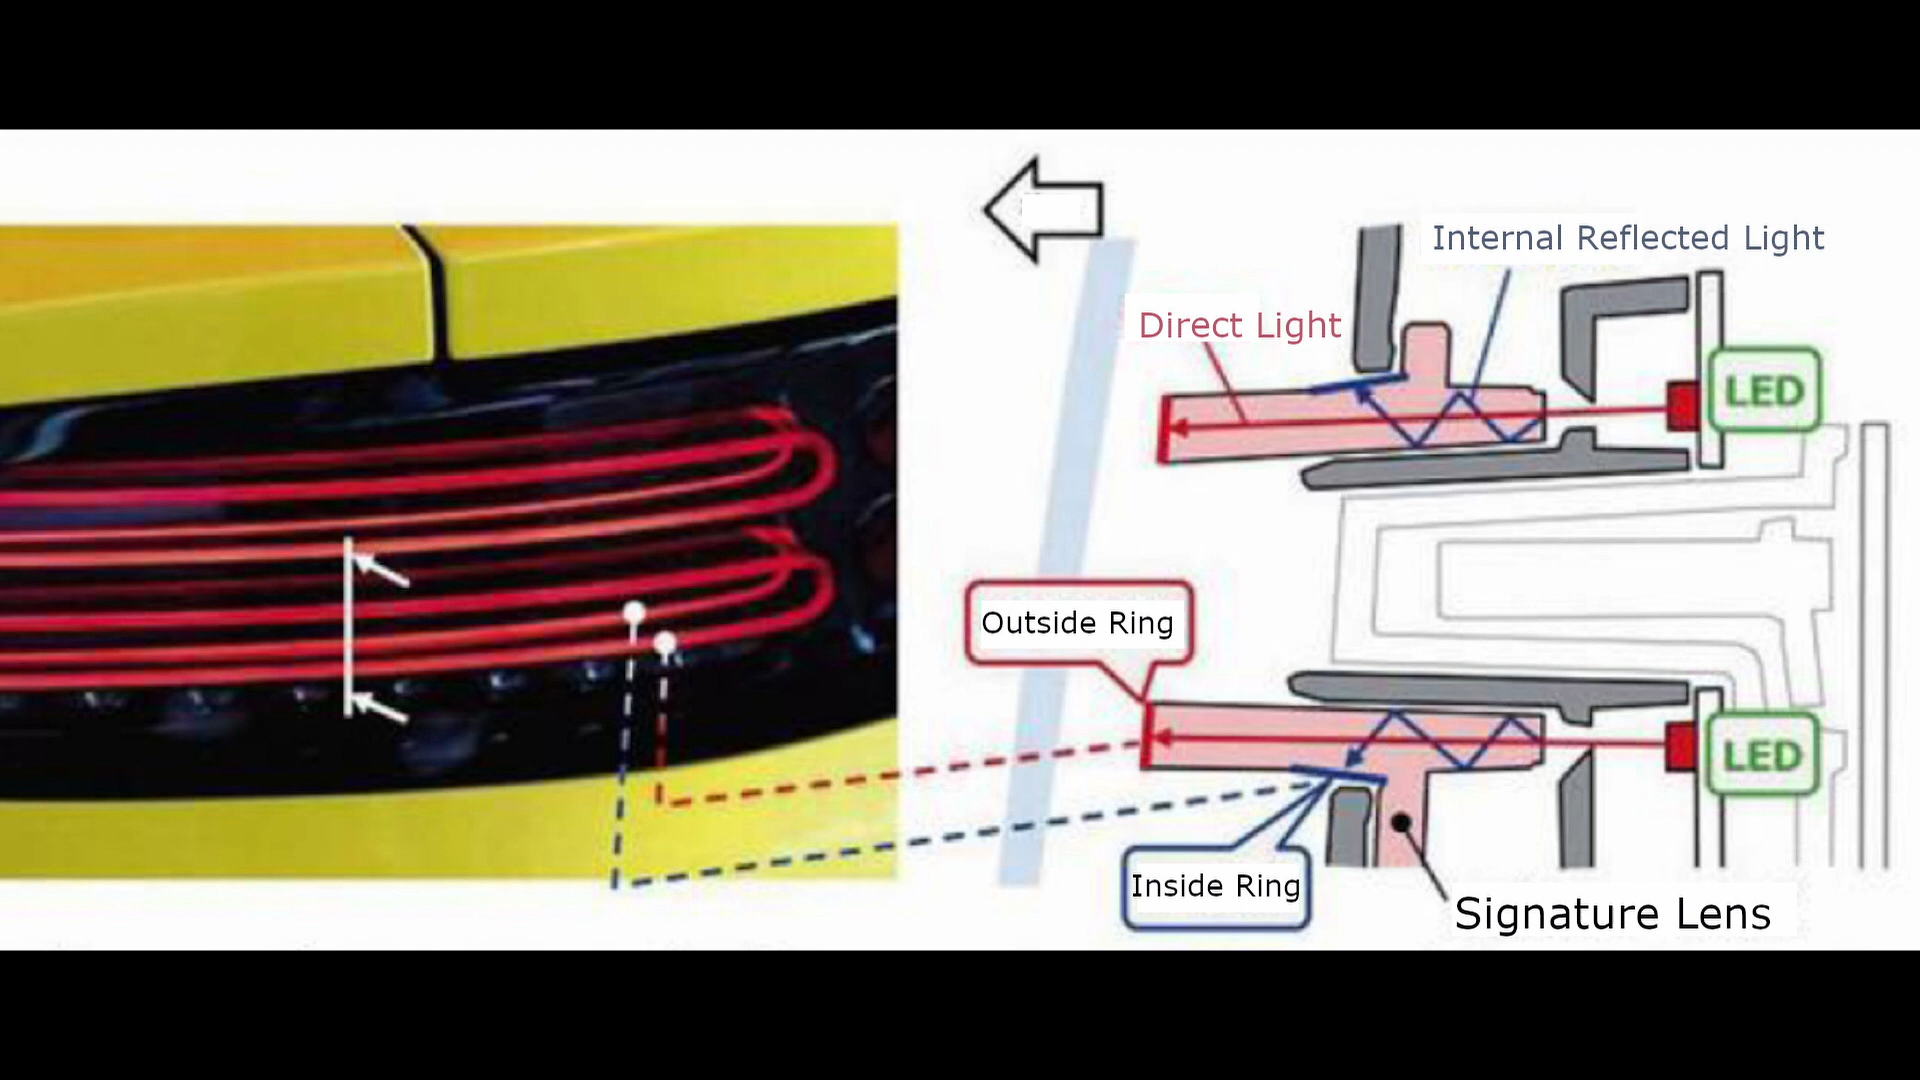 Internal Reflected Light
Direct Light
LED
Outside Ring
LED
Inside Ring
Signature Lens